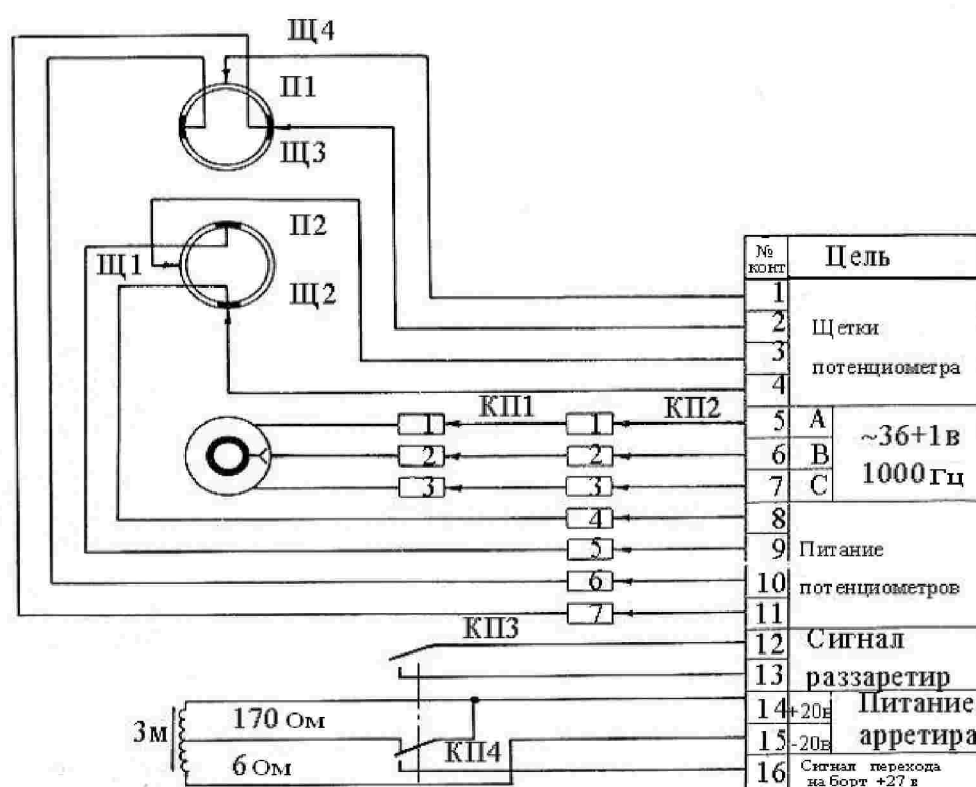 Щ4
П1
Щ3
П2
Щ1
Щ2
№ конт
Цель
1
2
3
4
Щетки
потенциометра
КП1
КП2
1
1
5
А
2
2
6
В
3
3
7
С
~36+1в
1000 Гц
4
8
5
9
Питание
6
10
потенциометров
7
11
КП3
12
Сигнал
13
раззаретир
3м
170 Ом
14
+20в
Питание
6 Ом
КП4
15
-20в
арретира
16
Сигнал перехода
на борт +27 в